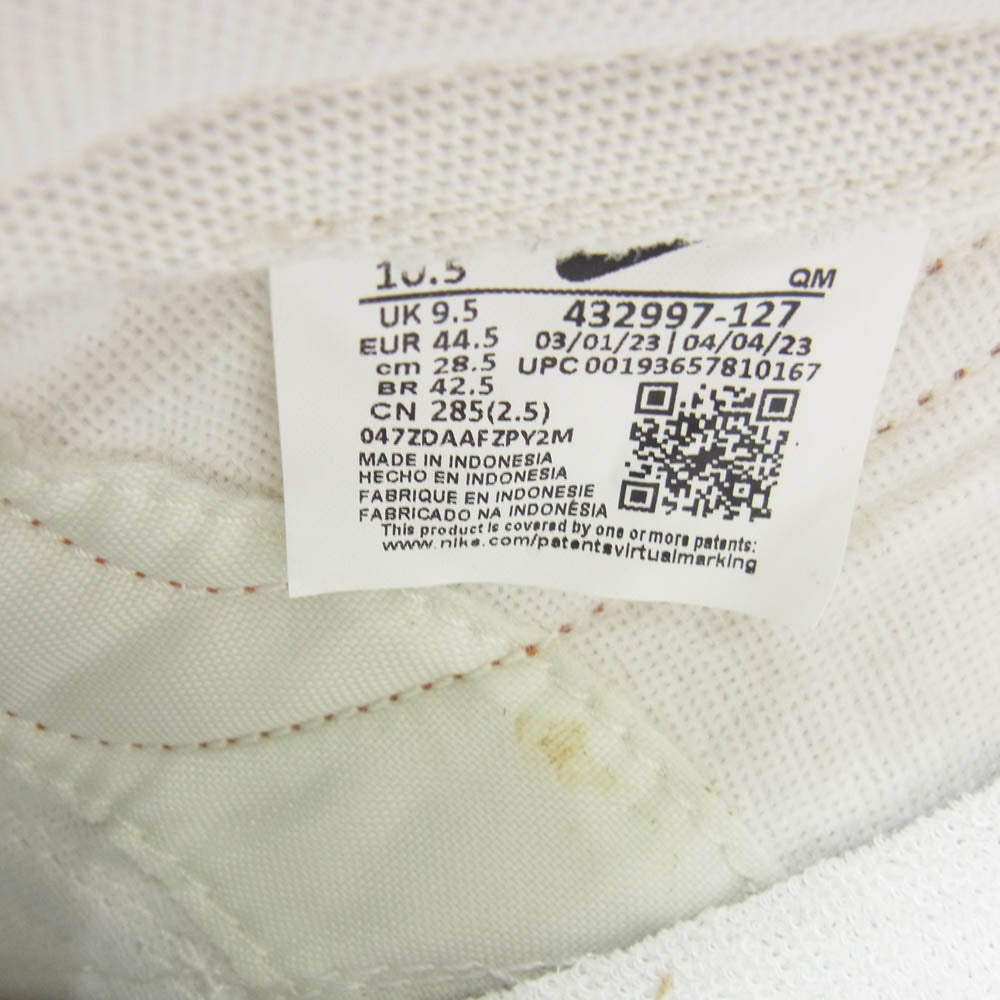 10.5 QM
UK 9.5 432997-127
EUR 44.5 03/01/23 | 04/04/23
cm 28.5 UPC 00193657810167
BR 42.5
CN 285(2.5)
047ZDAAFZPY2M
MADE IN INDONESIA
HECHO EN INDONESIA
FABRIQUE EN INDONESIE
FABRICADO NA INDONÉSIA
This product is covered by one or more patents:
www.nike.com/patentsvirtualmarking